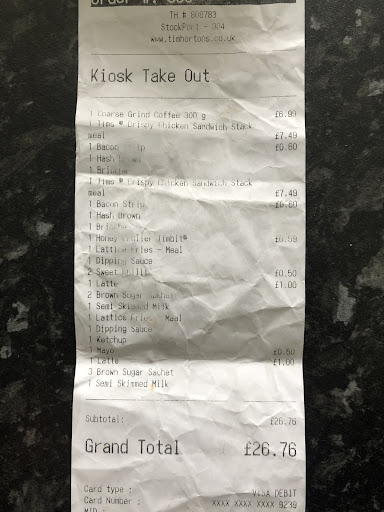 TH # 808783
StockPort - 904
www.timhortons.co.uk
Kiosk Take Out
1 Coarse Grind Coffee 300 g £6.99
1 Tims ® Crispy Chicken Sandwich Stack
meal £7.49
1 Bacon Strip £0.60
1 Hash Brown
1 Brioche
1 Tims ® Crispy Chicken Sandwich Stack
meal £7.49
1 Bacon Strip £0.60
1 Hash Brown
1 Brioche
1 Honey Timbit® £0.59
1 Lattice Fries - Meal
1 Dipping Sauce
2 Sweet Chilli £0.50
1 Latte £1.00
2 Brown Sugar Sachet
1 Semi Skimmed Milk
1 Lattice Fries - Meal
1 Dipping Sauce
1 Ketchup
1 Mayo £0.50
1 Latte £1.00
3 Brown Sugar Sachet
1 Semi Skimmed Milk
Subtotal: £26.76
Grand Total £26.76
Card type : VISA DEBIT
Card Number : XXXX XXXX XXXX 9239
MID :